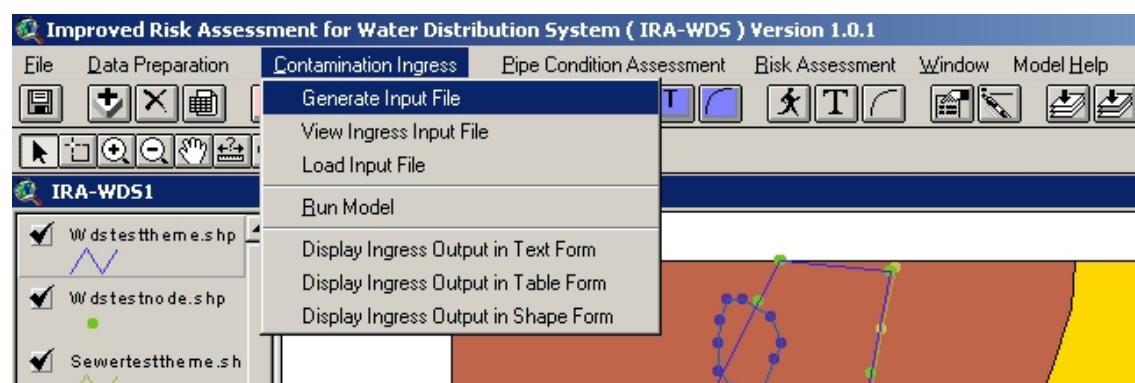 Improved Risk Assessment for Water Distribution System ( IRA-WDS ) Version 1.0.1
File Data Preparation Contamination Ingress Pipe Condition Assessment Risk Assessment Window Model Help
T T
Generate Input File
View Ingress Input File
Load Input File
Run Model
Display Ingress Output in Text Form
Display Ingress Output in Table Form
Display Ingress Output in Shape Form
IRA-WDS1
Wdstesttheme.shp
Wdstestnode.shp
Sewertesttheme.sh